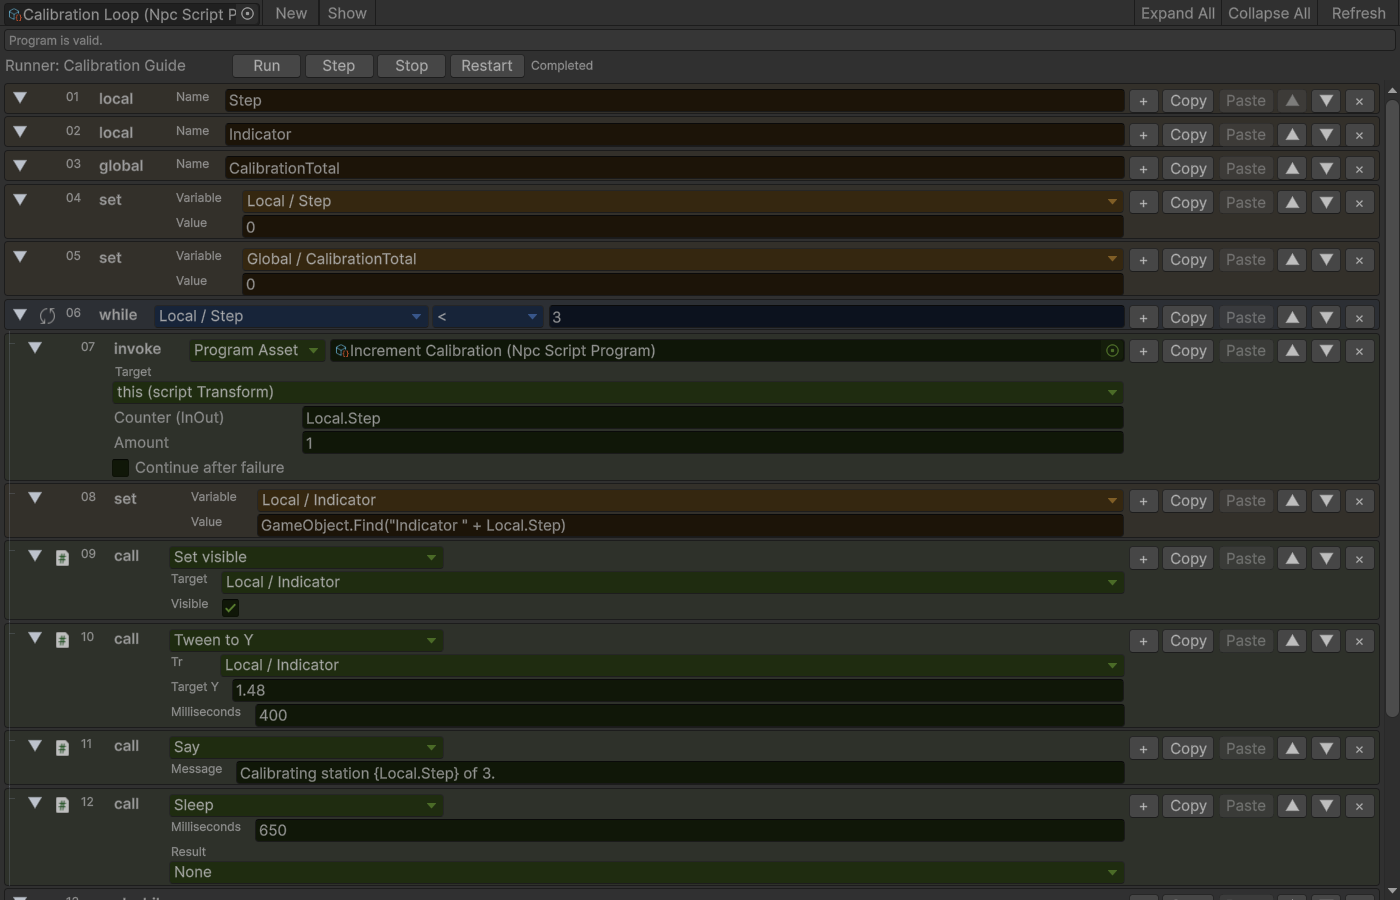 Calibration Loop (Npc Script P New Show Expand All Collapse All Refresh
Program is valid.
Runner: Calibration Guide Run Step Stop Restart Completed
01 local Name Step + Copy Paste ×
02 local Name Indicator + Copy Paste ×
03 global Name CalibrationTotal + Copy Paste ×
04 set Variable Local / Step + Copy Paste ×
Value 0
05 set Variable Global / CalibrationTotal + Copy Paste ×
Value 0
06 while Local / Step < 3 + Copy Paste ×
07 invoke Program Asset Increment Calibration (Npc Script Program) + Copy Paste ×
Target
this (script Transform)
Counter (InOut) Local.Step
Amount 1
Continue after failure
08 set Variable Local / Indicator + Copy Paste ×
Value GameObject.Find("Indicator " + Local.Step)
# 09 call Set visible + Copy Paste ×
Target Local / Indicator
Visible
# 10 call Tween to Y + Copy Paste ×
Tr Local / Indicator
Target Y 1.48
Milliseconds 400
# 11 call Say + Copy Paste ×
Message Calibrating station {Local.Step} of 3.
# 12 call Sleep + Copy Paste ×
Milliseconds 650
Result
None